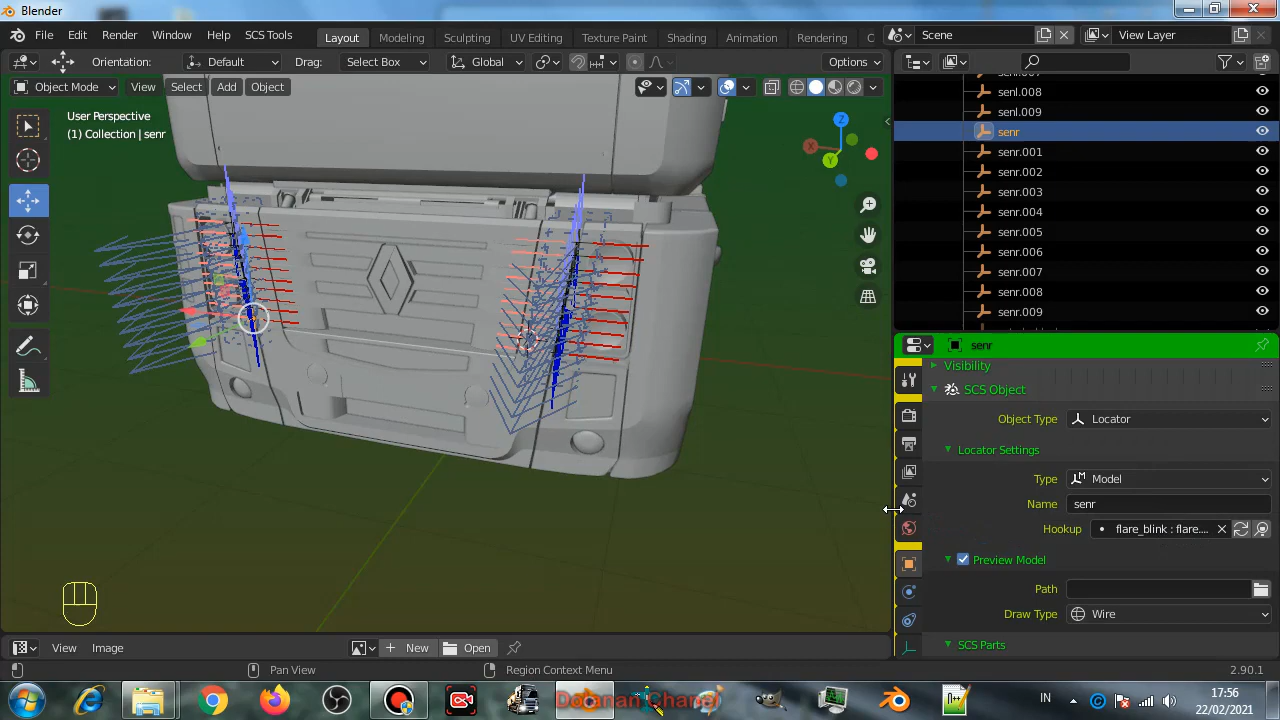 Blender
File Edit Render Window Help SCS Tools Layout Modeling Sculpting UV Editing Texture Paint Shading Animation Rendering C Scene View Layer
Orientation: Default Drag: Select Box Global Options
Object Mode View Select Add Object
User Perspective
(1) Collection | senr
Z
Y
senl.007
senl.008
senl.009
senr
senr.001
senr.002
senr.003
senr.004
senr.005
senr.006
senr.007
senr.008
senr.009
senr
Visibility
SCS Object
Object Type Locator
Locator Settings
Type Model
Name senr
Hookup flare_blink : flare....
Preview Model
Path
Draw Type Wire
SCS Parts
View Image New Open
Pan View Region Context Menu 2.90.1
Dolanan Chanel
IN 17:56
22/02/2021